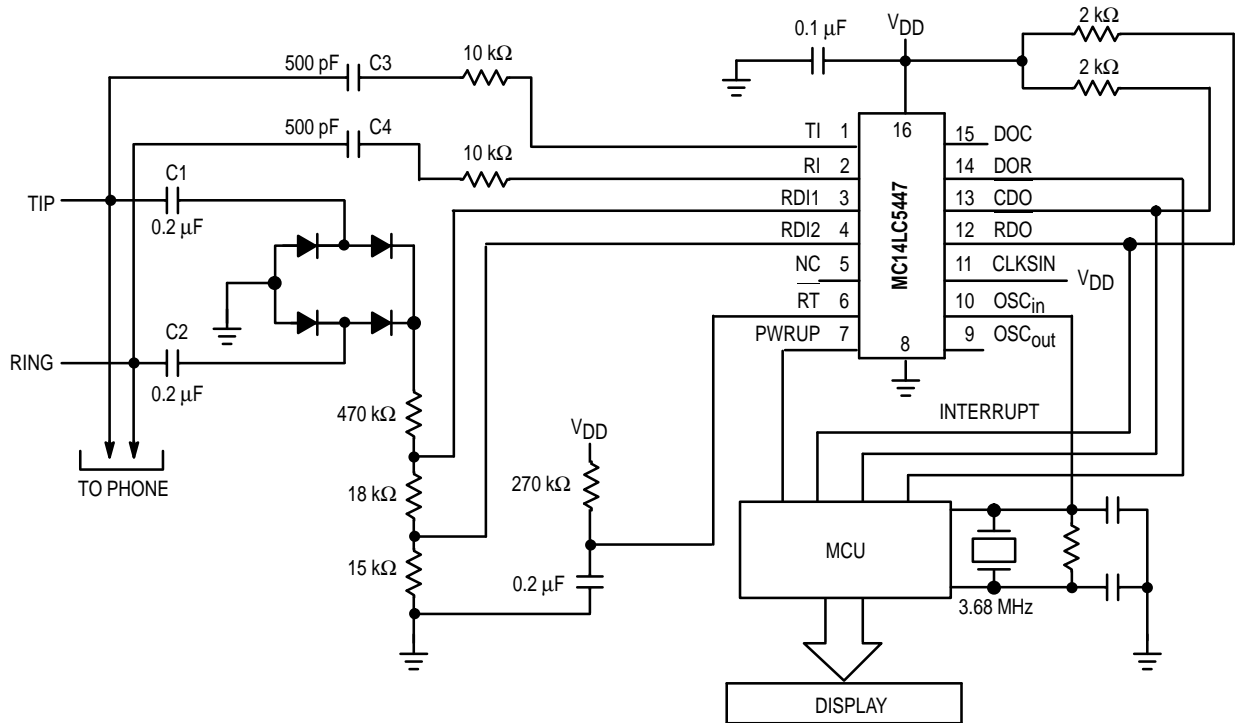 0.1 µF
VDD
2 kΩ
2 kΩ
500 pF C3
10 kΩ
500 pF C4
10 kΩ
TIP
C1
0.2 µF
RING
C2
0.2 µF
TO PHONE
470 kΩ
18 kΩ
15 kΩ
VDD
270 kΩ
0.2 µF
TI 1
RI 2
RDI1 3
RDI2 4
NC 5
RT 6
PWRUP 7
MC14LC5447
16
8
15 DOC
14 DOR
13 CDO
12 RDO
11 CLKSIN
VDD
10 OSCin
9 OSCout
INTERRUPT
MCU
3.68 MHz
DISPLAY